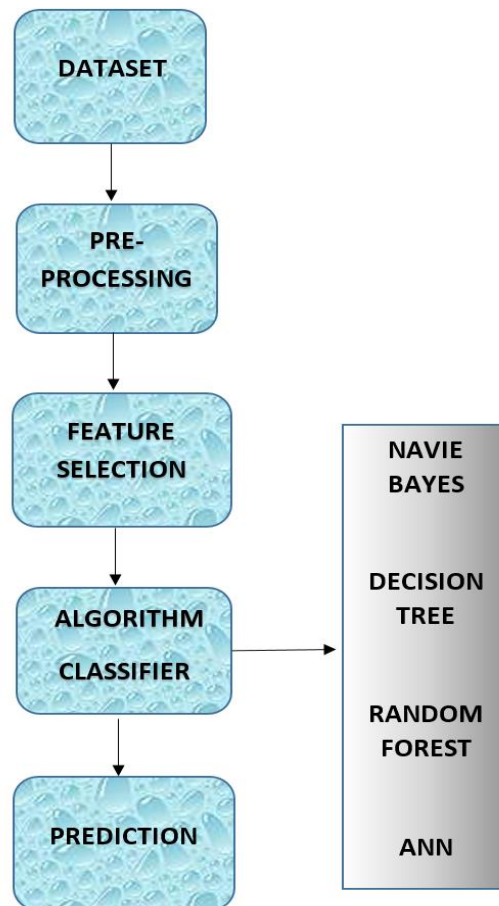 DATASET
PRE-
PROCESSING
FEATURE
SELECTION
ALGORITHM
CLASSIFIER
PREDICTION
NAVIE
BAYES
DECISION
TREE
RANDOM
FOREST
ANN